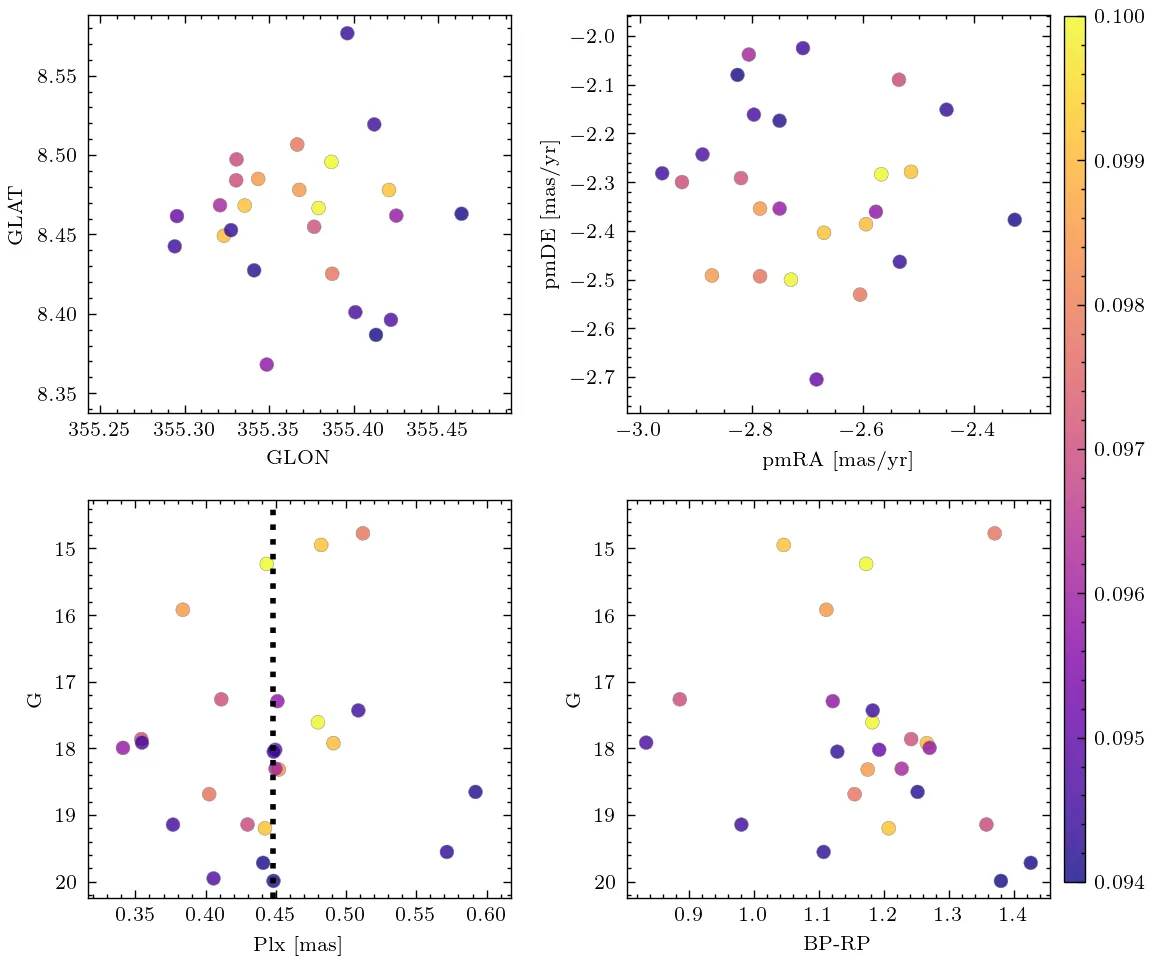 8.55
8.50
8.45
8.40
8.35
GLAT
355.25 355.30 355.35 355.40 355.45
GLON
−2.0
−2.1
−2.2
−2.3
−2.4
−2.5
−2.6
−2.7
pmDE [mas/yr]
−3.0 −2.8 −2.6 −2.4
pmRA [mas/yr]
15
16
17
18
19
20
G
0.35 0.40 0.45 0.50 0.55 0.60
Plx [mas]
15
16
17
18
19
20
G
0.9 1.0 1.1 1.2 1.3 1.4
BP-RP
0.100
0.099
0.098
0.097
0.096
0.095
0.094